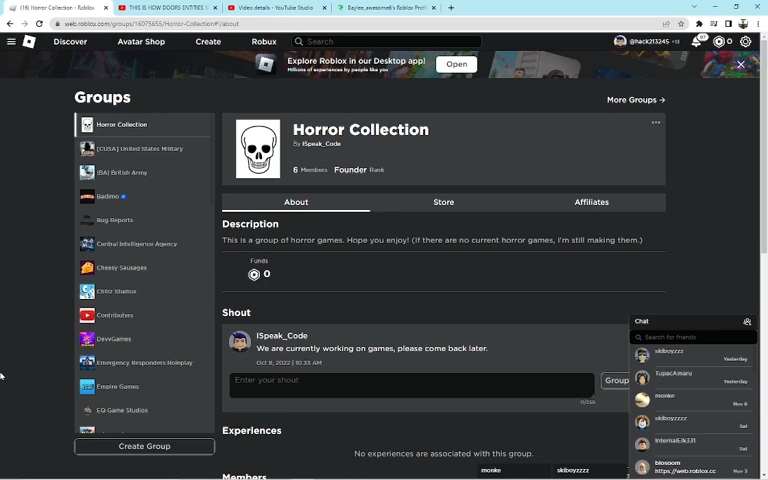 (16) Horror Collection - Roblox
THIS IS HOW DOORS ENTITIES S
Video details - YouTube Studio
Baylee_awesome6's Roblox Profi
web.roblox.com/groups/16075655/Horror-Collection#!/about
Discover
Avatar Shop
Create
Robux
Search
@hack213245 <13
97
0
Explore Roblox in our Desktop app!
Millions of experiences by people like you
Open
Groups
More Groups →
Horror Collection
[CUSA] United States Military
[BA] British Army
Badimo
Bug Reports
Central Intelligence Agency
Cheesy Sausages
Chillz Studios
Contributers
DevvGames
Emergency Responders Roleplay
Empire Games
EQ Game Studios
Create Group
Horror Collection
By ISpeak_Code
6 Members
Founder Rank
About
Store
Affiliates
Description
This is a group of horror games. Hope you enjoy! (If there are no current horror games, I'm still making them.)
Funds
0
Shout
ISpeak_Code
We are currently working on games, please come back later.
Oct 8, 2022 | 10:33 AM
Enter your shout
Group
0/255
Experiences
No experiences are associated with this group.
Members
monke
skiboyzzzz
Chat
Search for friends
skiboyzzz
Yesterday
TupacAmaru
Yesterday
monke
Nov 6
skiboyzzzz
Sat
InternalElk331
Sat
blosoom
https://web.roblox.cc
Nov 3